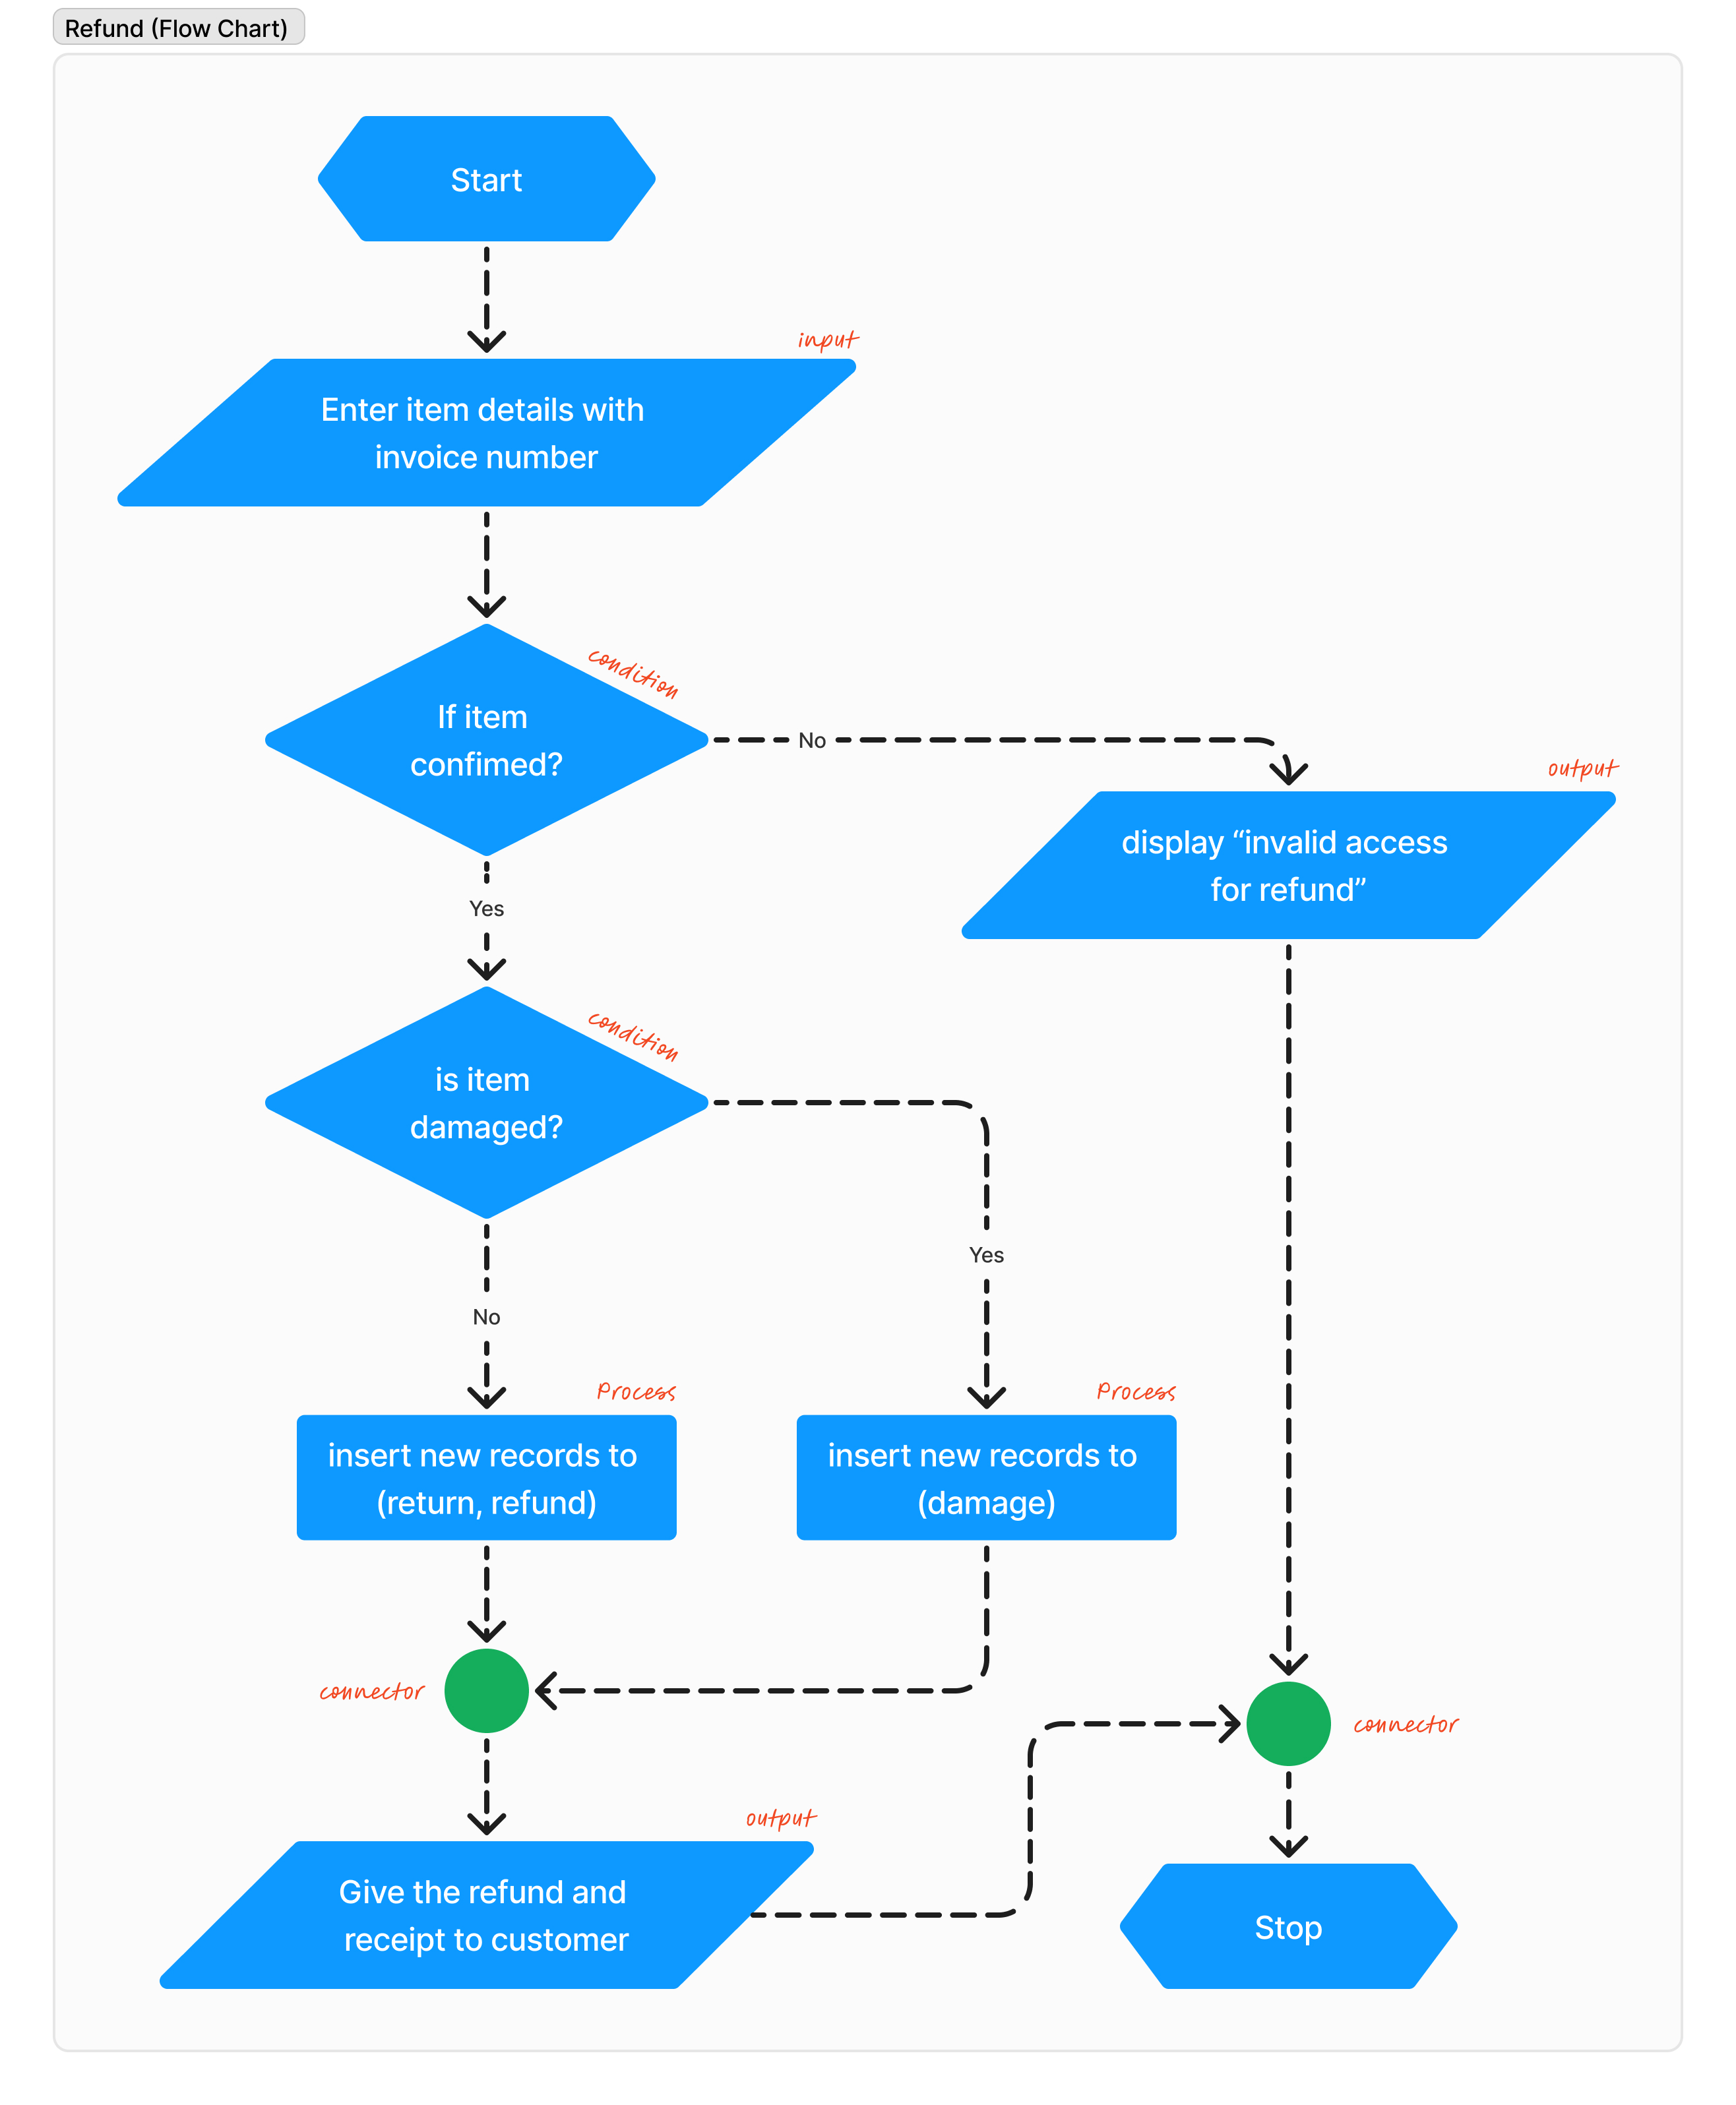 Refund (Flow Chart)
Start
input
Enter item details with
invoice number
condition
If item
confimed?
No
output
display “invalid access
for refund”
Yes
condition
is item
damaged?
Yes
No
Process
insert new records to
(return, refund)
Process
insert new records to
(damage)
connector
connector
output
Give the refund and
receipt to customer
Stop